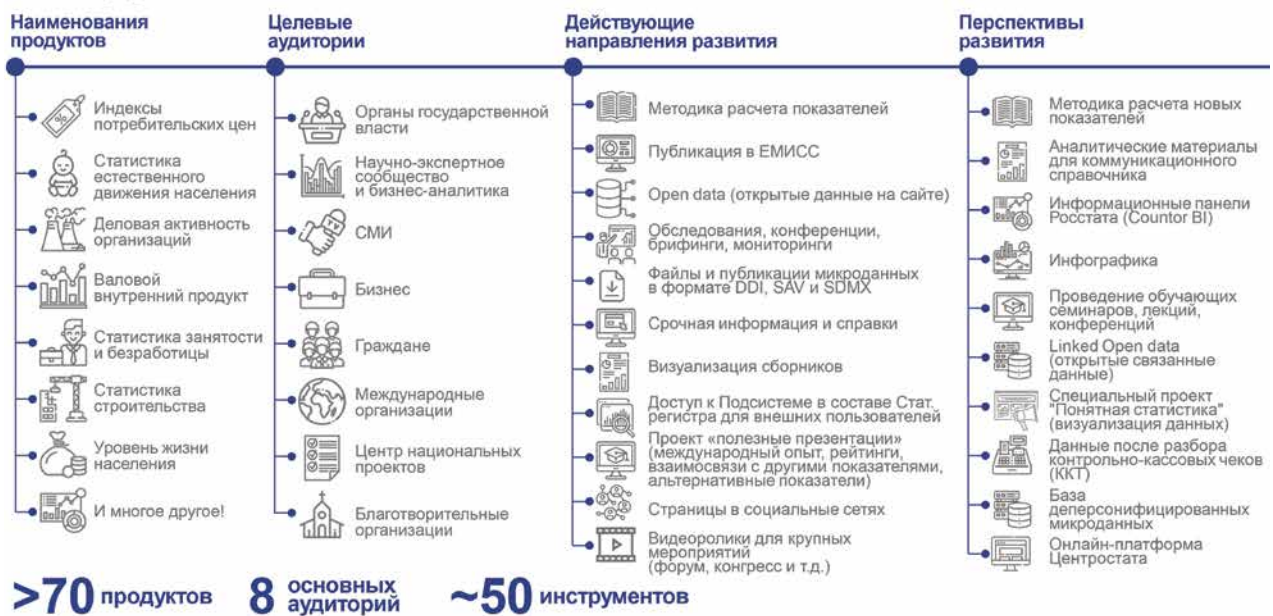 Наименования
продуктов
Индексы
потребительских цен
Статистика
естественного
движения населения
Деловая активность
организаций
Валовой
внутренний продукт
Статистика занятости
и безработицы
Статистика
строительства
Уровень жизни
населения
И многое другое!
Целевые
аудитории
Органы государственной
власти
Научно-экспертное
сообщество
и бизнес-аналитика
СМИ
Бизнес
Граждане
Международные
организации
Центр национальных
проектов
Благотворительные
организации
Действующие
направления развития
Методика расчета показателей
Публикация в ЕМИСС
Open data (открытые данные на сайте)
Обследования, конференции,
брифинги, мониторинги
Файлы и публикации микроданных
в формате DDI, SAV и SDMX
Срочная информация и справки
Визуализация сборников
Доступ к Подсистеме в составе Стат.
регистра для внешних пользователей
Проект «полезные презентации»
(международный опыт, рейтинги,
взаимосвязи с другими показателями,
альтернативные показатели)
Страницы в социальные сетях
Видеоролики для крупных
мероприятий
(форум, конгресс и т.д.)
Перспективы
развития
Методика расчета новых
показателей
Аналитические материалы
для коммуникационного
справочника
Информационные панели
Росстата (Countor BI)
Инфографика
Проведение обучающих
семинаров, лекций,
конференций
Linked Open data
(открытые связанные
данные)
Специальный проект
"Понятная статистика"
(визуализация данных)
Данные после разбора
контрольно-кассовых чеков
(ККТ)
База
деперсонифицированных
микроданных
Онлайн-платформа
Центростата
>70 продуктов
8 основных
аудиторий
~50 инструментов